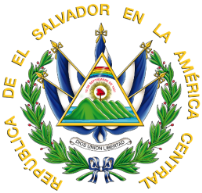 REPÚBLICA DE EL SALVADOR EN LA AMÉRICA CENTRAL
DIOS UNION LIBERTAD